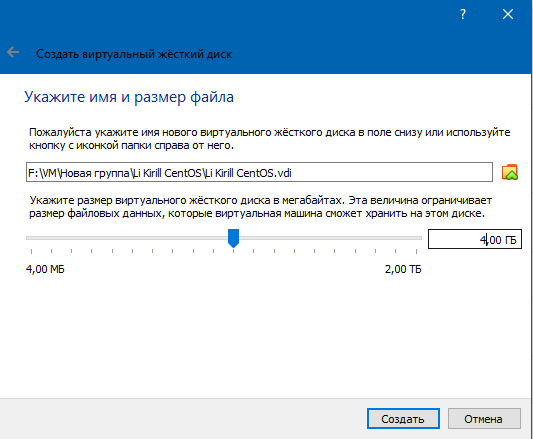 ?
Создать виртуальный жёсткий диск
Укажите имя и размер файла
Пожалуйста укажите имя нового виртуального жёсткого диска в поле снизу или используйте
кнопку с иконкой папки справа от него.
F:\VM\Новая группа\Li Kirill CentOS\Li Kirill CentOS.vdi
Укажите размер виртуального жёсткого диска в мегабайтах. Эта величина ограничивает
размер файловых данных, которые виртуальная машина сможет хранить на этом диске.
4,00 ГБ
4,00 МБ 2,00 ТБ
Создать Отмена